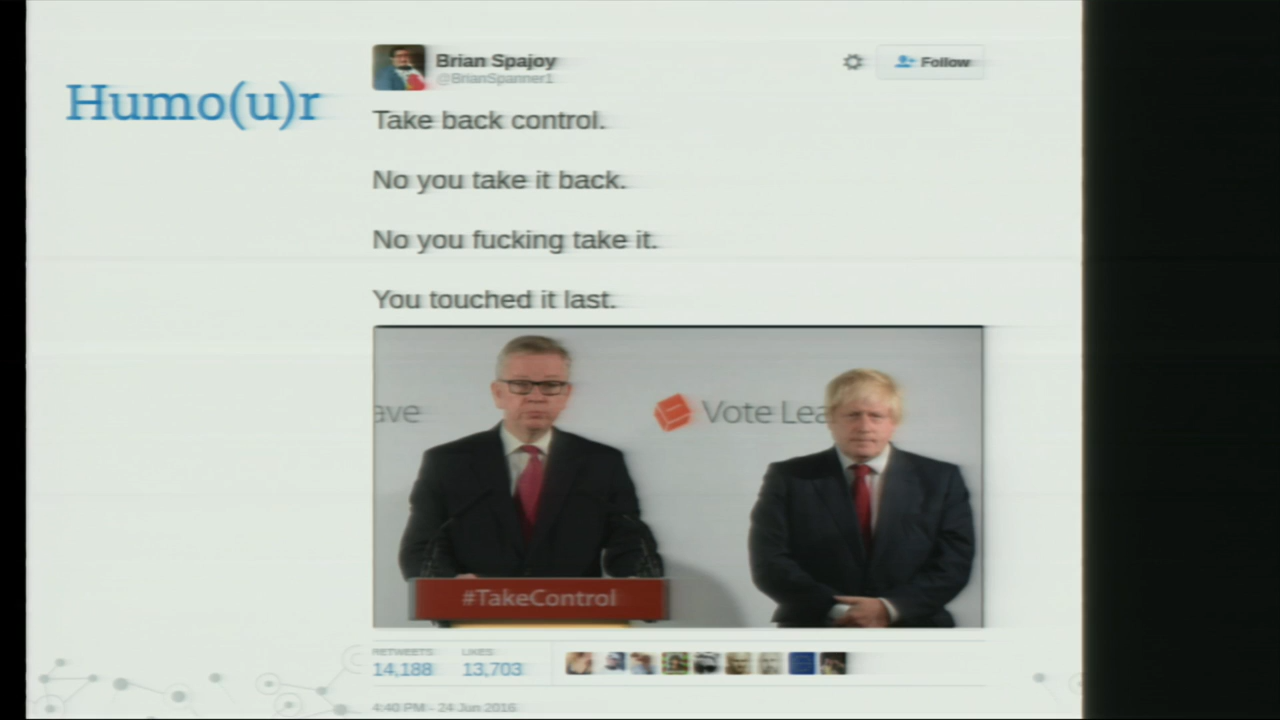 Humo(u)r
Brian Spajoy
@BrianSpanner1
Follow
Take back control.
No you take it back.
No you fucking take it.
You touched it last.
ave
Vote Lea
#TakeControl
RETWEETS
LIKES
14,188
13,703
4:40 PM - 24 Jun 2016